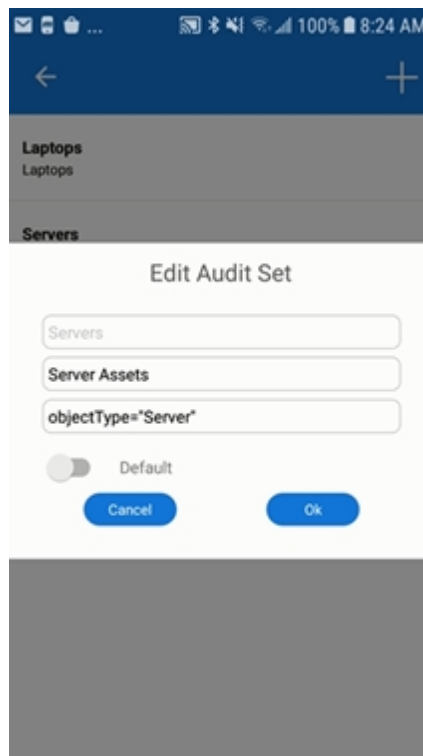 ... 100% 8:24 AM
Laptops
Laptops
Servers
Edit Audit Set
Servers
Server Assets
objectType="Server"
Default
Cancel Ok